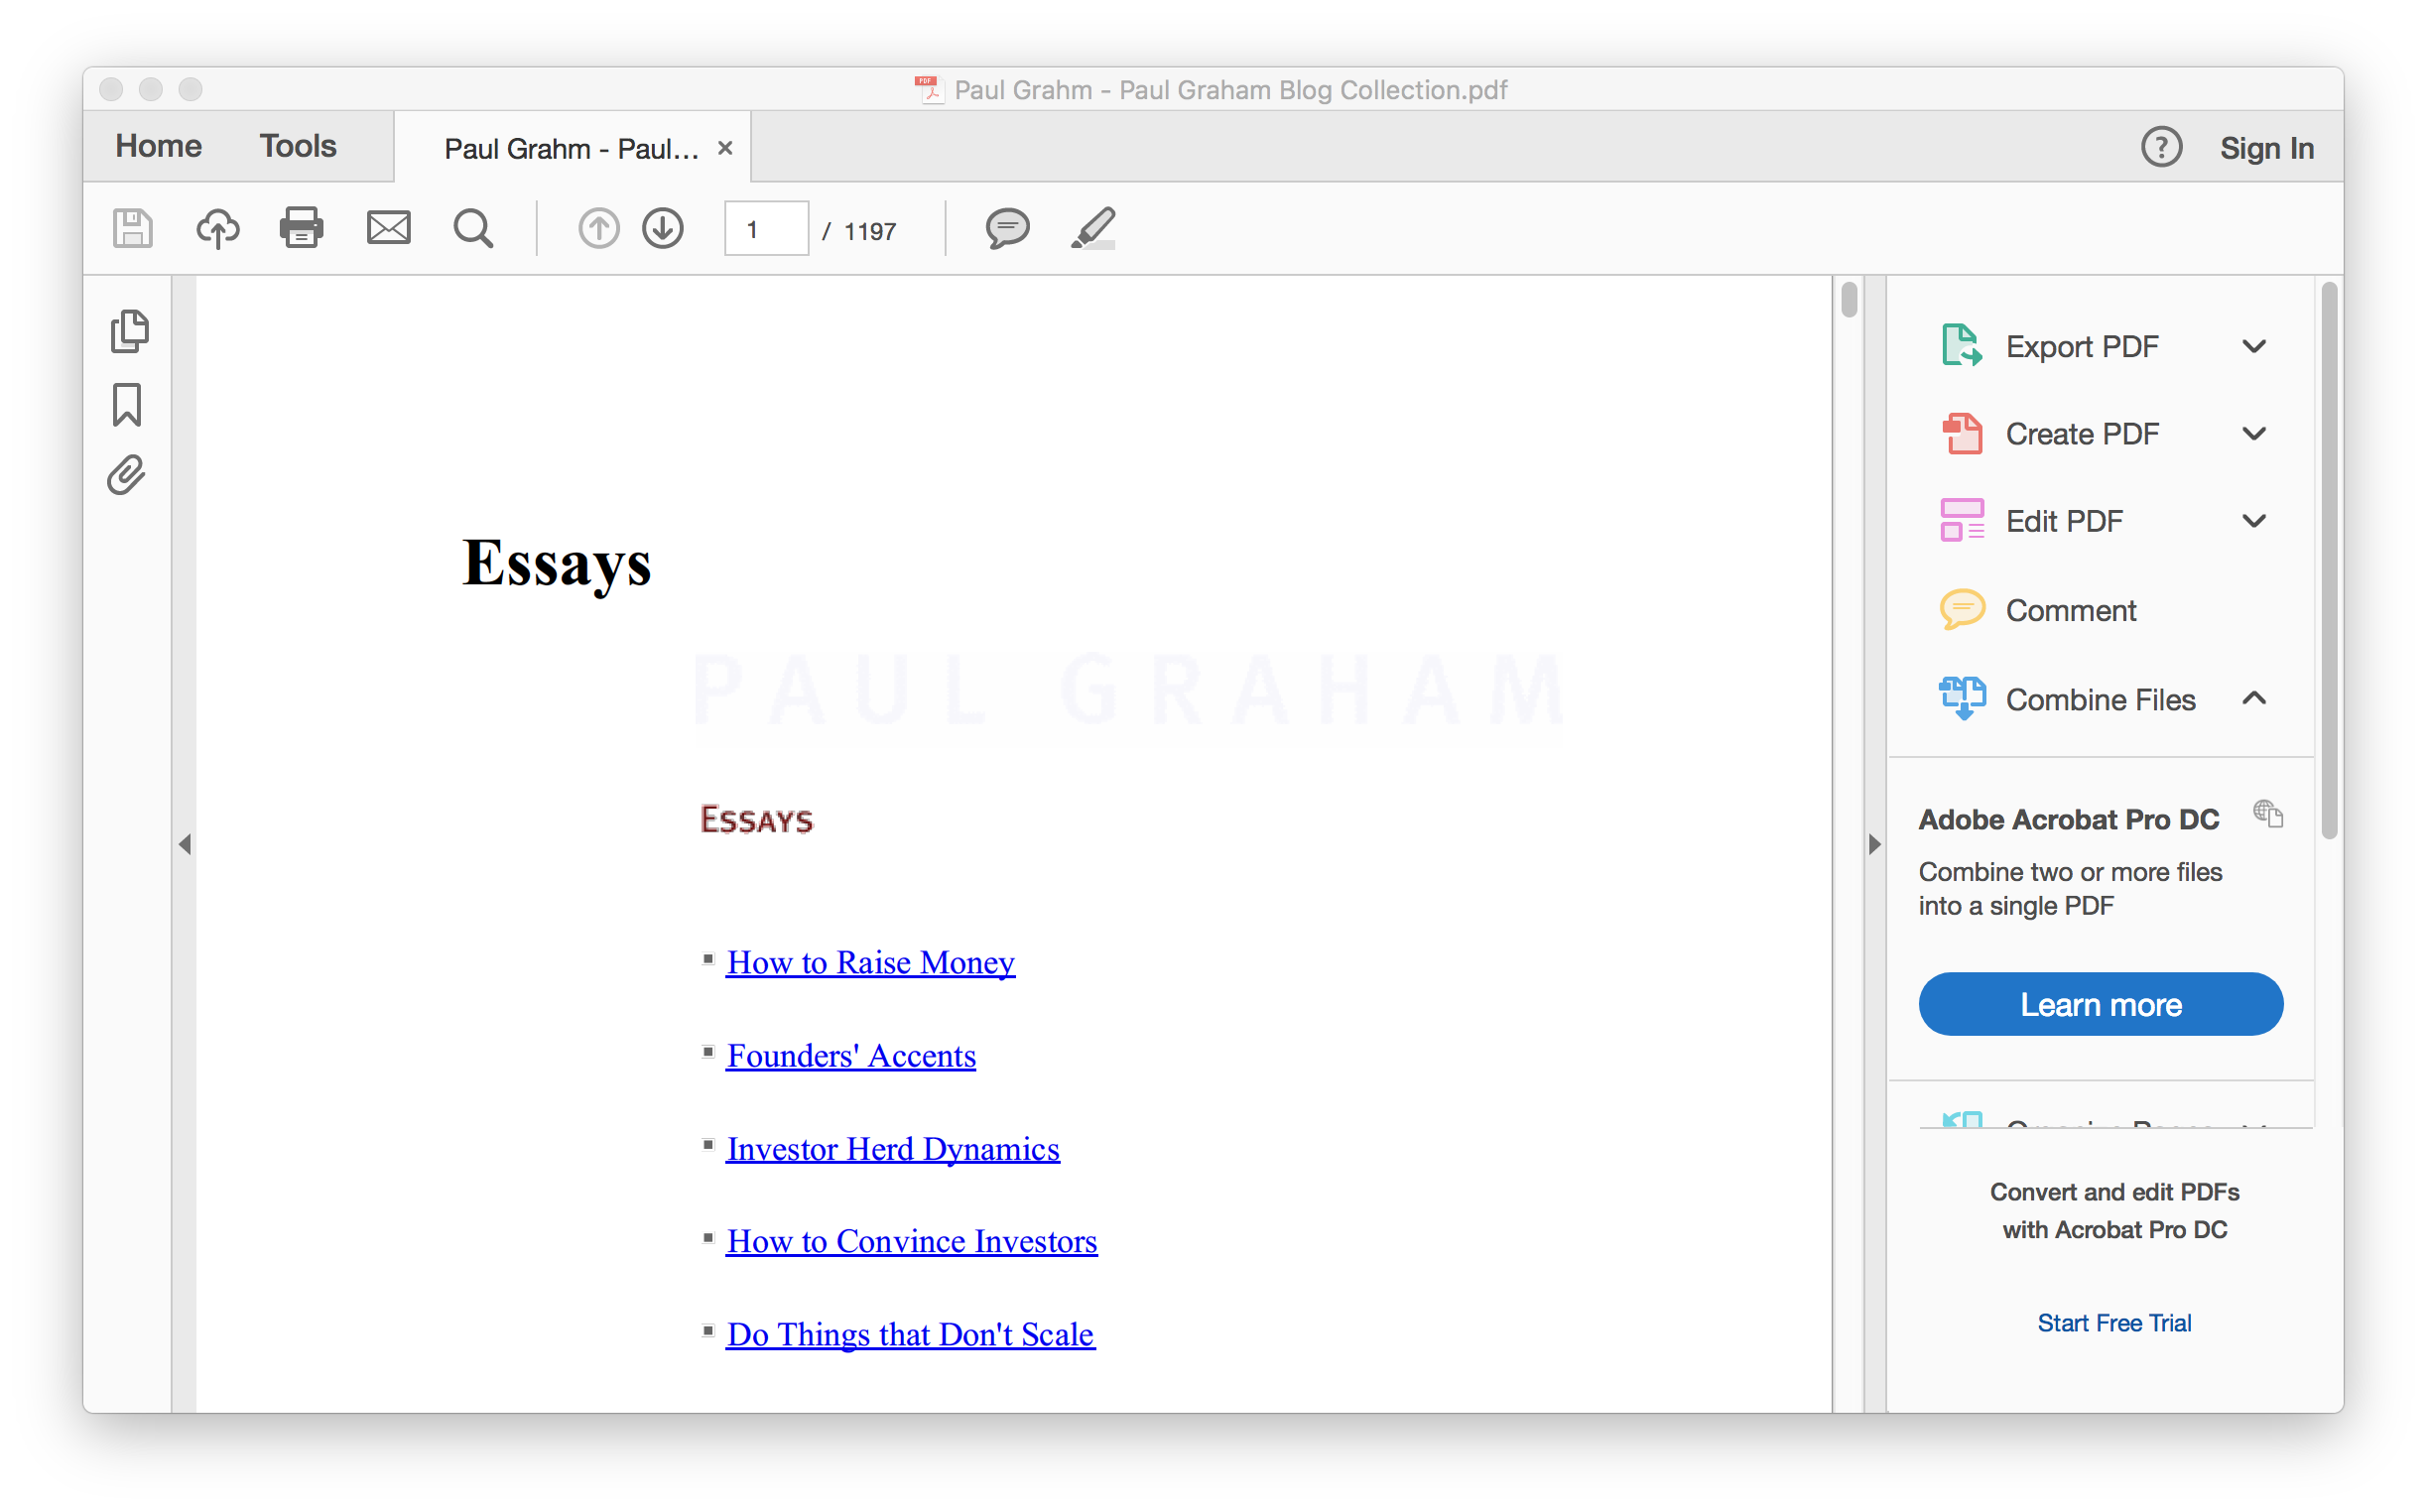 Paul Grahm - Paul Graham Blog Collection.pdf
Home Tools Paul Grahm - Paul... × ? Sign In
1 / 1197
Essays
PAUL GRAHAM
ESSAYS
How to Raise Money
Founders' Accents
Investor Herd Dynamics
How to Convince Investors
Do Things that Don't Scale
Export PDF
Create PDF
Edit PDF
Comment
Combine Files
Adobe Acrobat Pro DC
Combine two or more files
into a single PDF
Learn more
Convert and edit PDFs
with Acrobat Pro DC
Start Free Trial